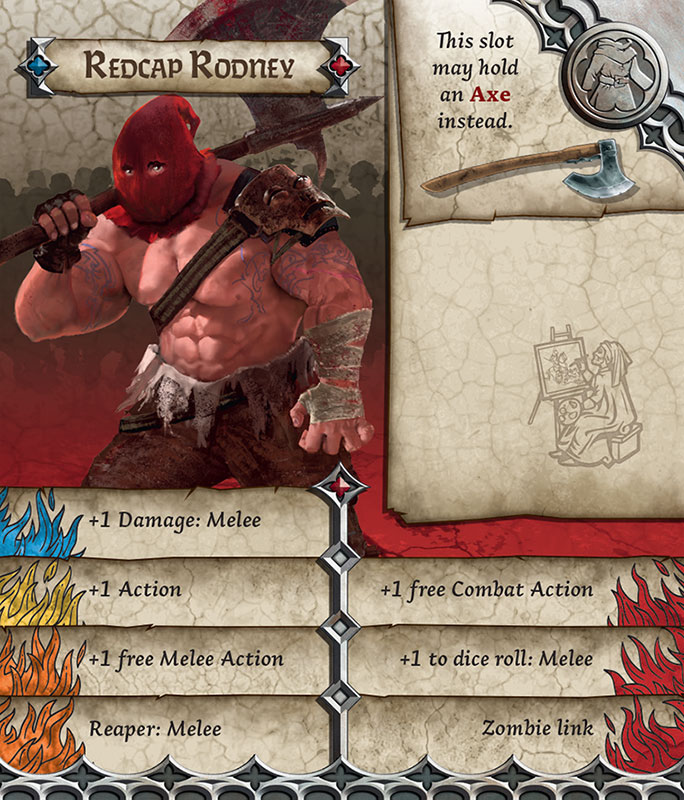 Redcap Rodney
This slot
may hold
an Axe
instead.
+1 Damage: Melee
+1 Action
+1 free Melee Action
Reaper: Melee
+1 free Combat Action
+1 to dice roll: Melee
Zombie link